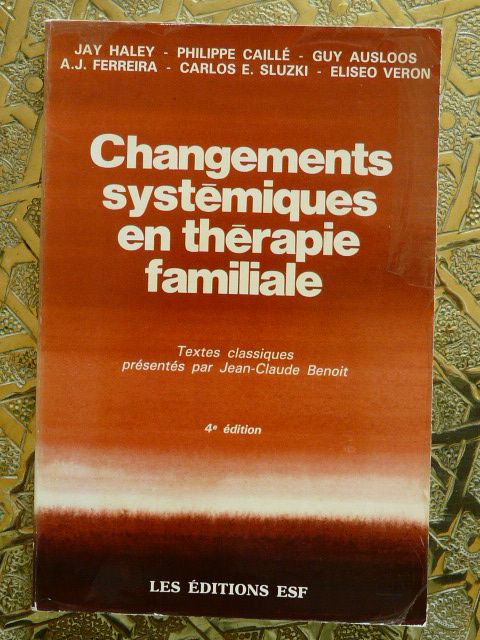 JAY HALEY - PHILIPPE CAILLÉ - GUY AUSLOOS
A.J. FERREIRA - CARLOS E. SLUZKI - ELISEO VERON
Changements
systémiques
en thérapie
familiale
Textes classiques
présentés par Jean-Claude Benoit
4e édition
LES ÉDITIONS ESF